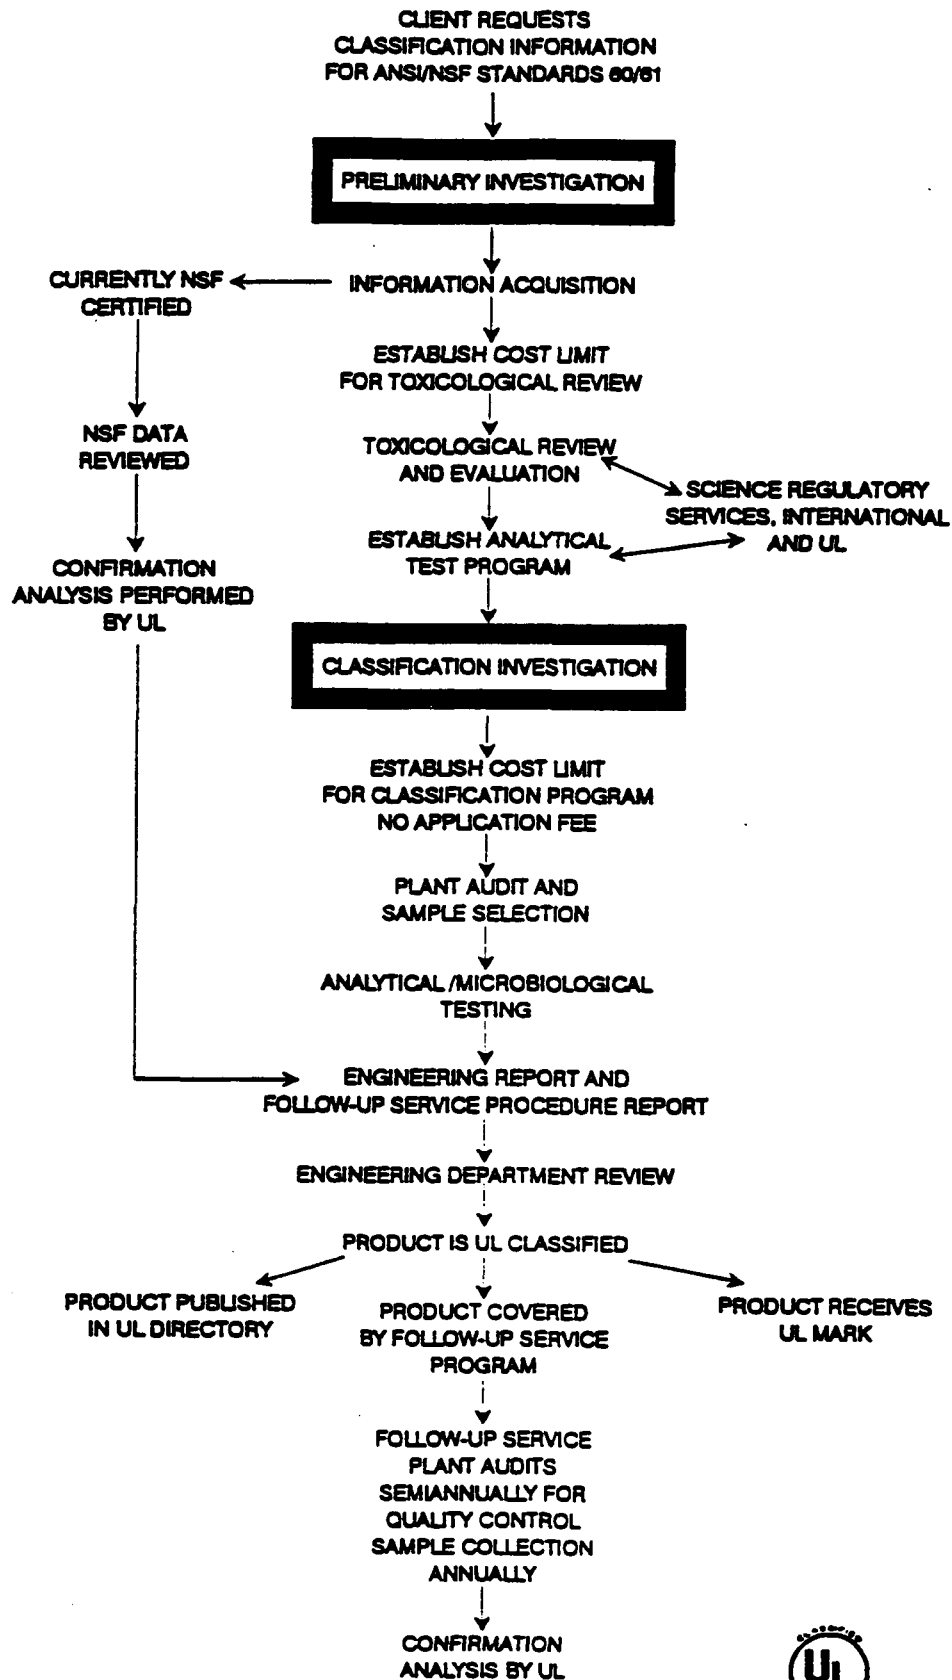 CLIENT REQUESTS
CLASSIFICATION INFORMATION
FOR ANSI/NSF STANDARDS 60/61
PRELIMINARY INVESTIGATION
CURRENTLY NSF
CERTIFIED
INFORMATION ACQUISITION
ESTABLISH COST LIMIT
FOR TOXICOLOGICAL REVIEW
NSF DATA
REVIEWED
TOXICOLOGICAL REVIEW
AND EVALUATION
SCIENCE REGULATORY
SERVICES, INTERNATIONAL
AND UL
ESTABLISH ANALYTICAL
TEST PROGRAM
CONFIRMATION
ANALYSIS PERFORMED
BY UL
CLASSIFICATION INVESTIGATION
ESTABLISH COST LIMIT
FOR CLASSIFICATION PROGRAM
NO APPLICATION FEE
PLANT AUDIT AND
SAMPLE SELECTION
ANALYTICAL/MICROBIOLOGICAL
TESTING
ENGINEERING REPORT AND
FOLLOW-UP SERVICE PROCEDURE REPORT
ENGINEERING DEPARTMENT REVIEW
PRODUCT IS UL CLASSIFIED
PRODUCT PUBLISHED
IN UL DIRECTORY
PRODUCT COVERED
BY FOLLOW-UP SERVICE
PROGRAM
PRODUCT RECEIVES
UL MARK
FOLLOW-UP SERVICE
PLANT AUDITS
SEMIANNUALLY FOR
QUALITY CONTROL
SAMPLE COLLECTION
ANNUALLY
CONFIRMATION
ANALYSIS BY UL
CLASSIFIED
UL